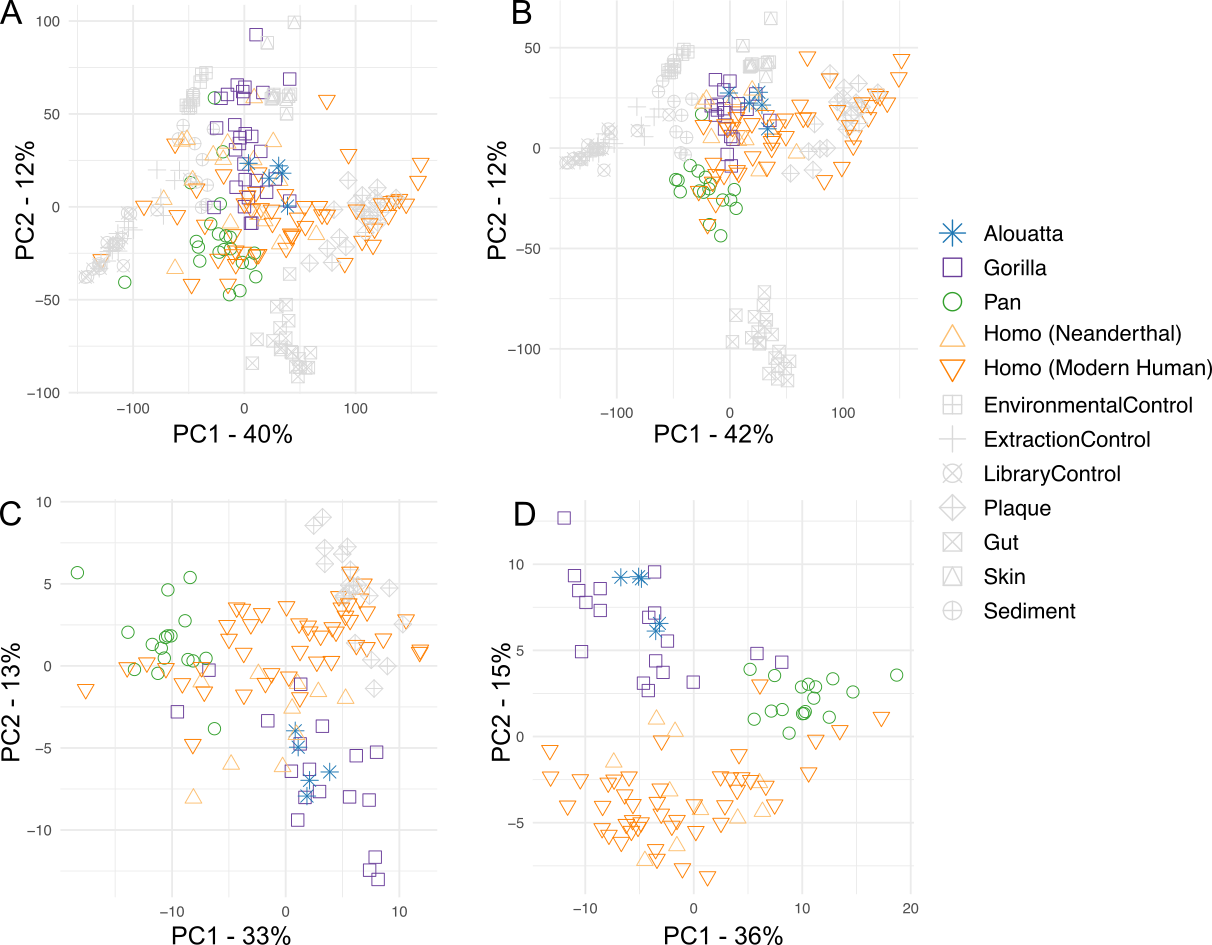 A
100
50
0
−50
−100
−100
0
100
PC2 - 12%
PC1 - 40%
B
50
0
−50
−100
−100
0
100
PC2 - 12%
PC1 - 42%
Alouatta
Gorilla
Pan
Homo (Neanderthal)
Homo (Modern Human)
EnvironmentalControl
ExtractionControl
LibraryControl
Plaque
Gut
Skin
Sediment
C
10
5
0
−5
−10
−10
0
10
PC2 - 13%
PC1 - 33%
D
10
5
0
−5
−10
0
10
20
PC2 - 15%
PC1 - 36%